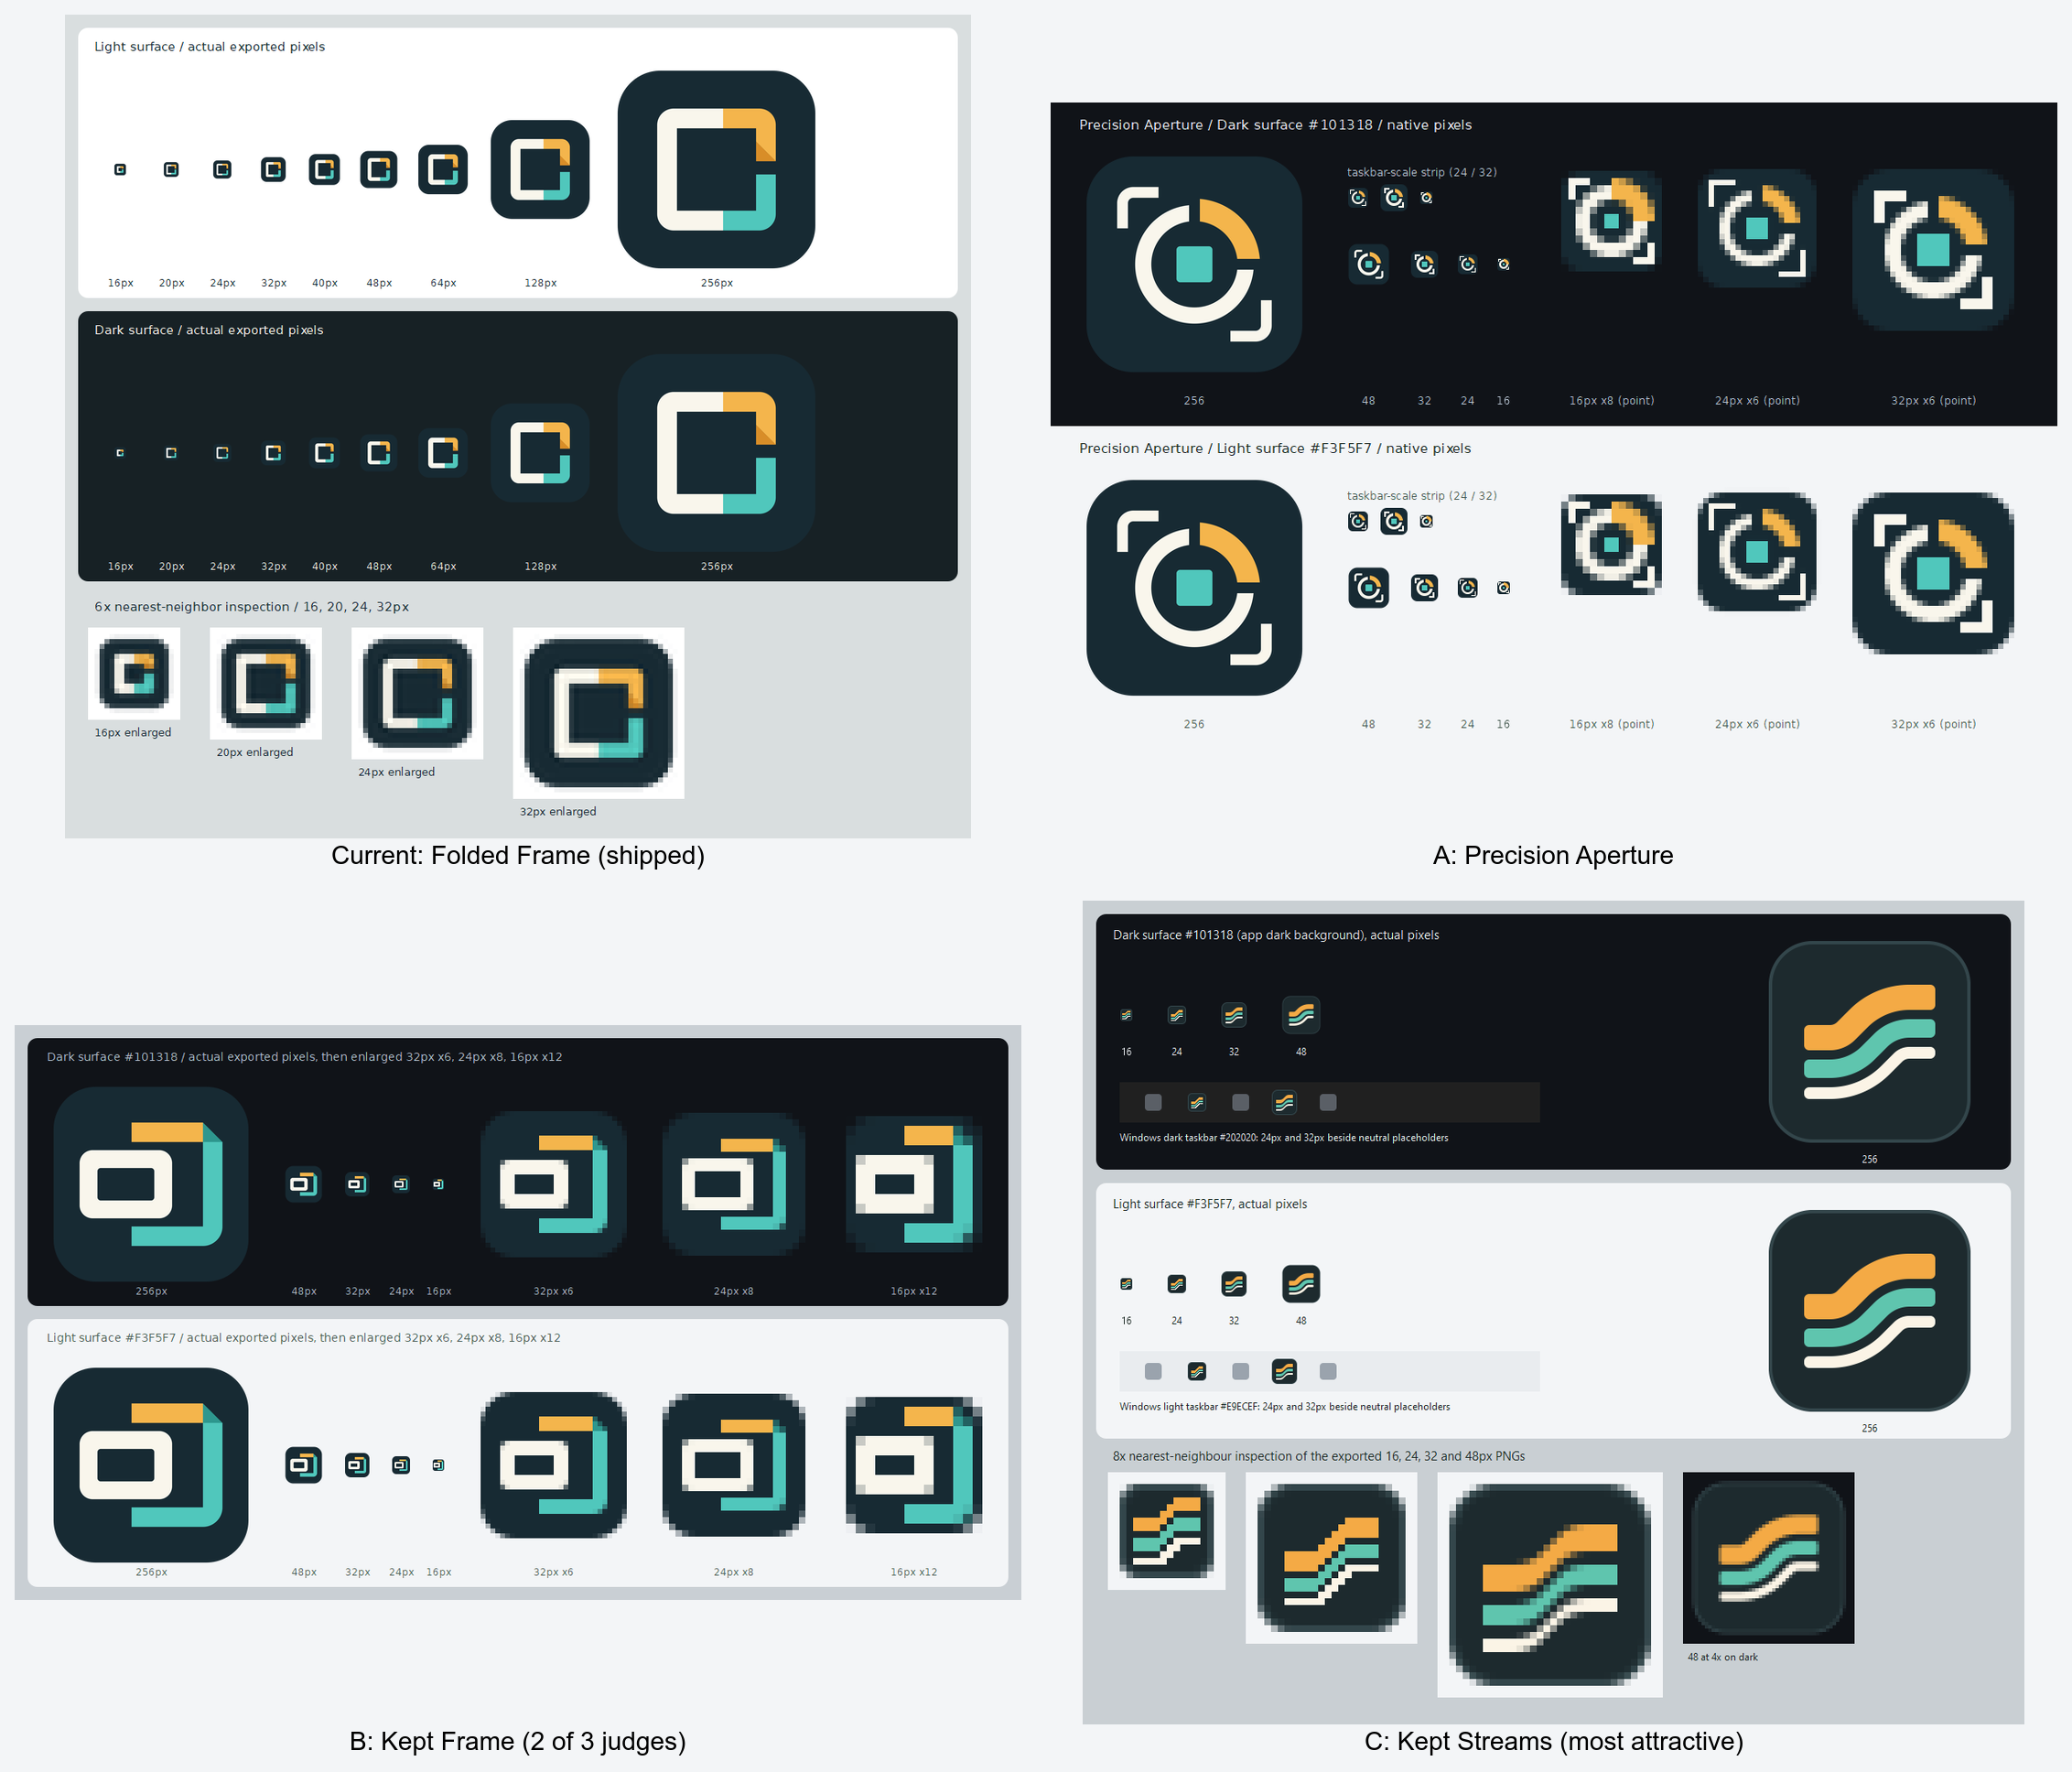 Light surface / actual exported pixels
16px 20px 24px 32px 40px 48px 64px 128px 256px
Dark surface / actual exported pixels
16px 20px 24px 32px 40px 48px 64px 128px 256px
6x nearest-neighbor inspection / 16, 20, 24, 32px
16px enlarged
20px enlarged
24px enlarged
32px enlarged
Current: Folded Frame (shipped)
Precision Aperture / Dark surface #101318 / native pixels
taskbar-scale strip (24 / 32)
256 48 32 24 16 16px x8 (point) 24px x6 (point) 32px x6 (point)
Precision Aperture / Light surface #F3F5F7 / native pixels
taskbar-scale strip (24 / 32)
256 48 32 24 16 16px x8 (point) 24px x6 (point) 32px x6 (point)
A: Precision Aperture
Dark surface #101318 / actual exported pixels, then enlarged 32px x6, 24px x8, 16px x12
256px 48px 32px 24px 16px 32px x6 24px x8 16px x12
Light surface #F3F5F7 / actual exported pixels, then enlarged 32px x6, 24px x8, 16px x12
256px 48px 32px 24px 16px 32px x6 24px x8 16px x12
B: Kept Frame (2 of 3 judges)
Dark surface #101318 (app dark background), actual pixels
16 24 32 48
Windows dark taskbar #202020: 24px and 32px beside neutral placeholders
256
Light surface #F3F5F7, actual pixels
16 24 32 48
Windows light taskbar #E9ECEF: 24px and 32px beside neutral placeholders
256
8x nearest-neighbour inspection of the exported 16, 24, 32 and 48px PNGs
48 at 4x on dark
C: Kept Streams (most attractive)